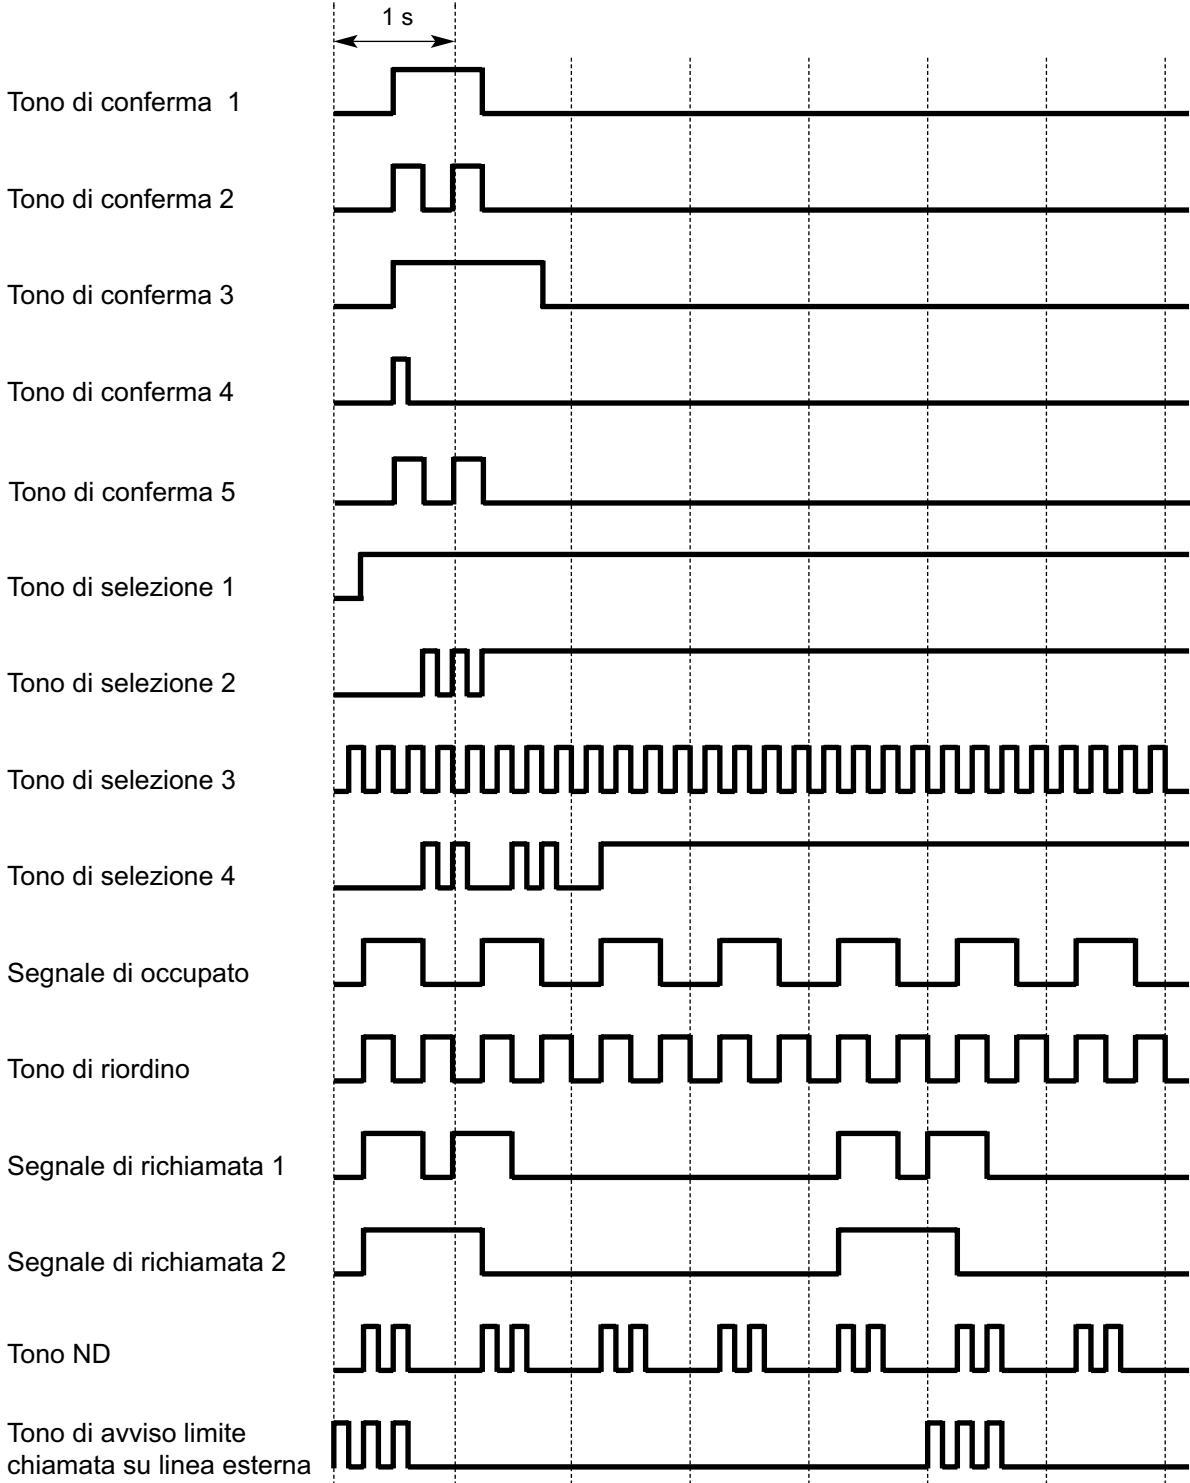 1 s
Tono di conferma 1
Tono di conferma 2
Tono di conferma 3
Tono di conferma 4
Tono di conferma 5
Tono di selezione 1
Tono di selezione 2
Tono di selezione 3
Tono di selezione 4
Segnale di occupato
Tono di riordino
Segnale di richiamata 1
Segnale di richiamata 2
Tono ND
Tono di avviso limite
chiamata su linea esterna